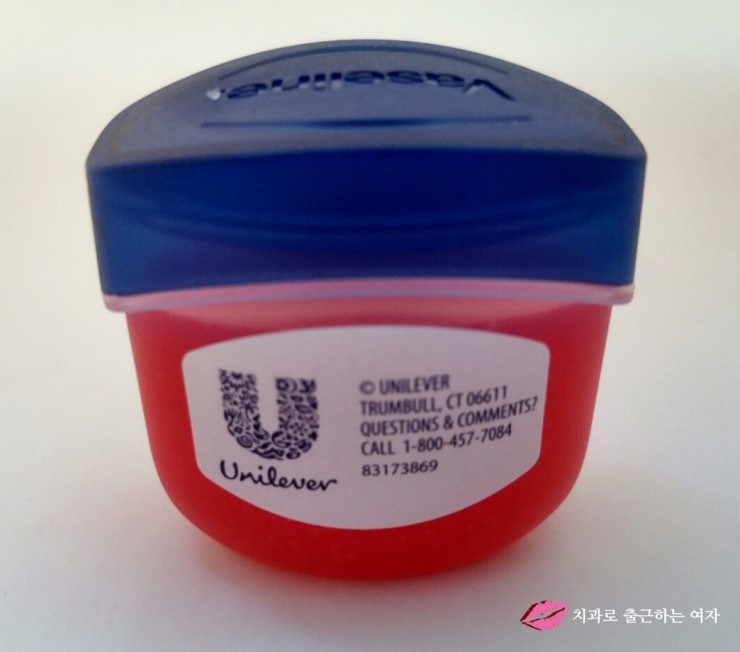 Vaseline
Unilever
© UNILEVER
TRUMBULL, CT 06611
QUESTIONS & COMMENTS?
CALL 1-800-457-7084
83173869
치과로 출근하는 여자